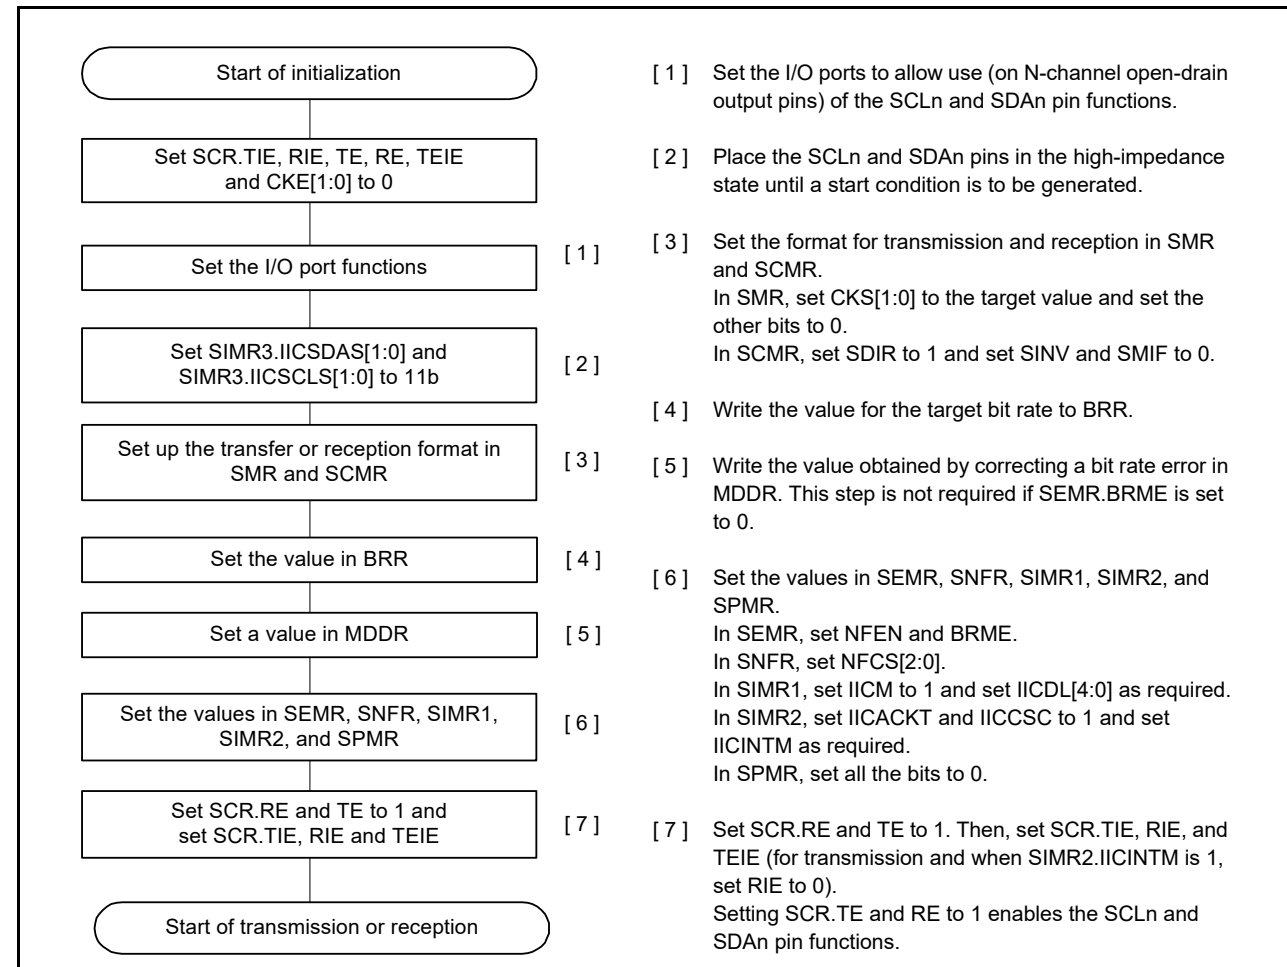 Start of initialization
Set SCR.TIE, RIE, TE, RE, TEIE
and CKE[1:0] to 0
Set the I/O port functions
[ 1 ]
Set SIMR3.IICSDAS[1:0] and
SIMR3.IICSCLS[1:0] to 11b
[ 2 ]
Set up the transfer or reception format in
SMR and SCMR
[ 3 ]
Set the value in BRR
[ 4 ]
Set a value in MDDR
[ 5 ]
Set the values in SEMR, SNFR, SIMR1,
SIMR2, and SPMR
[ 6 ]
Set SCR.RE and TE to 1 and
set SCR.TIE, RIE and TEIE
[ 7 ]
Start of transmission or reception
[ 1 ] Set the I/O ports to allow use (on N-channel open-drain
output pins) of the SCLn and SDAn pin functions.
[ 2 ] Place the SCLn and SDAn pins in the high-impedance
state until a start condition is to be generated.
[ 3 ] Set the format for transmission and reception in SMR
and SCMR.
In SMR, set CKS[1:0] to the target value and set the
other bits to 0.
In SCMR, set SDIR to 1 and set SINV and SMIF to 0.
[ 4 ] Write the value for the target bit rate to BRR.
[ 5 ] Write the value obtained by correcting a bit rate error in
MDDR. This step is not required if SEMR.BRME is set
to 0.
[ 6 ] Set the values in SEMR, SNFR, SIMR1, SIMR2, and
SPMR.
In SEMR, set NFEN and BRME.
In SNFR, set NFCS[2:0].
In SIMR1, set IICM to 1 and set IICDL[4:0] as required.
In SIMR2, set IICACKT and IICCSC to 1 and set
IICINTM as required.
In SPMR, set all the bits to 0.
[ 7 ] Set SCR.RE and TE to 1. Then, set SCR.TIE, RIE, and
TEIE (for transmission and when SIMR2.IICINTM is 1,
set RIE to 0).
Setting SCR.TE and RE to 1 enables the SCLn and
SDAn pin functions.